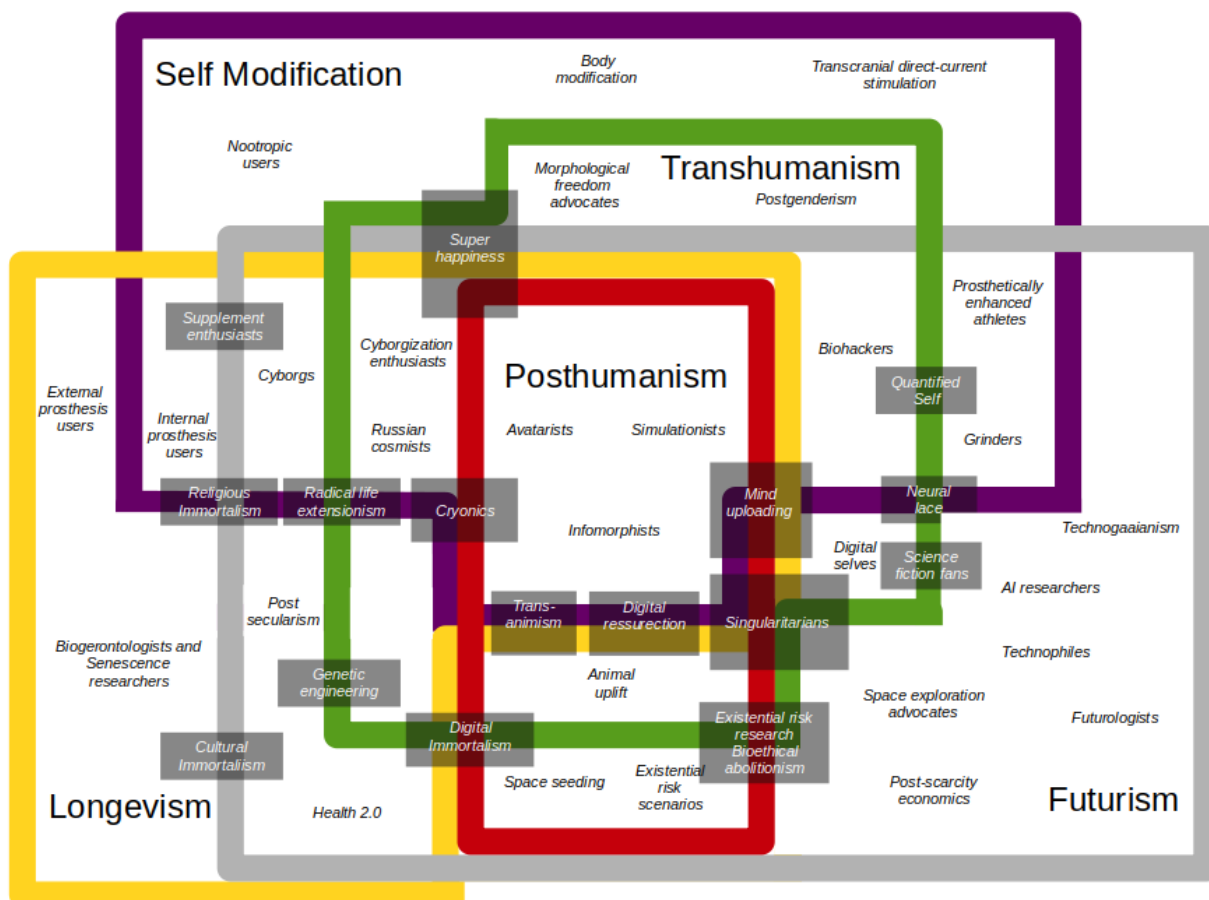 Self Modification
Body
modification
Transcranial direct-current
stimulation
Nootropic
users
Morphological
freedom
advocates
Transhumanism
Postgenderism
Super
happiness
Supplement
enthusiasts
Cyborgs
Cyborgization
enthusiasts
Prosthetically
enhanced
athletes
Biohackers
Posthumanism
Quantified
Self
External
prosthesis
users
Internal
prosthesis
users
Russian
cosmists
Avatarists
Simulationists
Grinders
Religious
Immortalism
Radical life
extensionism
Cryonics
Mind
uploading
Neural
lace
Infomorphists
Technogaaianism
Digital
selves
Science
fiction fans
AI researchers
Post
secularism
Trans-
animism
Digital
ressurection
Singularitarians
Biogerontologists and
Senescence
researchers
Technophiles
Genetic
engineering
Animal
uplift
Space exploration
advocates
Futurologists
Cultural
Immortaliism
Digital
Immortalism
Existential risk
research
Bioethical
abolitionism
Space seeding
Existential
risk
scenarios
Post-scarcity
economics
Longevism
Health 2.0
Futurism